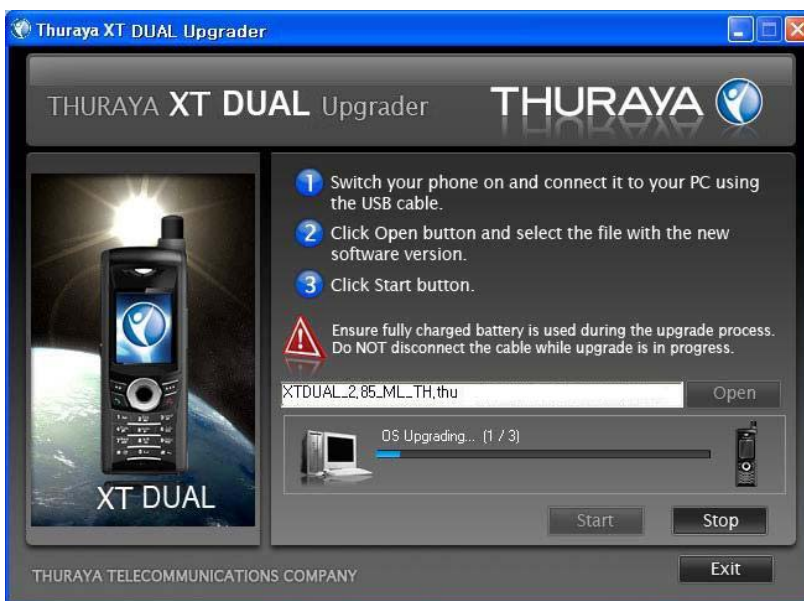 Thuraya XT DUAL Upgrader
THURAYA XT DUAL Upgrader
THURAYA
1 Switch your phone on and connect it to your PC using
the USB cable.
2 Click Open button and select the file with the new
software version.
3 Click Start button.
Ensure fully charged battery is used during the upgrade process.
Do NOT disconnect the cable while upgrade is in progress.
XTDUAL_2,85_ML_TH,thu
Open
OS Upgrading... (1 / 3)
XT DUAL
Start
Stop
THURAYA TELECOMMUNICATIONS COMPANY
Exit